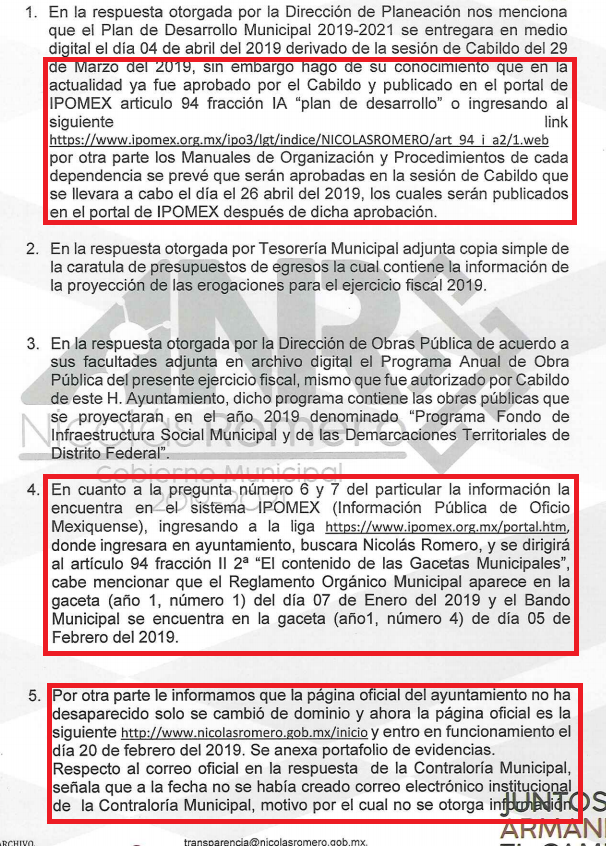 1. En la respuesta otorgada por la Dirección de Planeación nos menciona
que el Plan de Desarrollo Municipal 2019-2021 se entregara en medio
digital el día 04 de abril del 2019 derivado de la sesión de Cabildo del 29
de Marzo del 2019, sin embargo hago de su conocimiento que en la
actualidad ya fue aprobado por el Cabildo y publicado en el portal de
IPOMEX articulo 94 fracción IA “plan de desarrollo” o ingresando al
siguiente link
https://www.ipomex.org.mx/ipo3/lgt/indice/NICOLASROMERO/art_94_i_a2/1.web
por otra parte los Manuales de Organización y Procedimientos de cada
dependencia se prevé que serán aprobadas en la sesión de Cabildo que
se llevara a cabo el día el 26 abril del 2019, los cuales serán publicados
en el portal de IPOMEX después de dicha aprobación.
2. En la respuesta otorgada por Tesorería Municipal adjunta copia simple de
la caratula de presupuestos de egresos la cual contiene la información de
la proyección de las erogaciones para el ejercicio fiscal 2019.
3. En la respuesta otorgada por la Dirección de Obras Pública de acuerdo a
sus facultades adjunta en archivo digital el Programa Anual de Obra
Pública del presente ejercicio fiscal, mismo que fue autorizado por Cabildo
de este H. Ayuntamiento, dicho programa contiene las obras públicas que
se proyectaran en el año 2019 denominado “Programa Fondo de
Infraestructura Social Municipal y de las Demarcaciones Territoriales de
Distrito Federal”.
ANR
Nicolás Romero
Gobierno Municipal
4. En cuanto a la pregunta número 6 y 7 del particular la información la
encuentra en el sistema IPOMEX (Información Pública de Oficio
Mexiquense), ingresando a la liga https://www.ipomex.org.mx/portal.htm,
donde ingresara en ayuntamiento, buscara Nicolás Romero, y se dirigirá
al artículo 94 fracción II 2ª “El contenido de las Gacetas Municipales”,
cabe mencionar que el Reglamento Orgánico Municipal aparece en la
gaceta (año 1, número 1) del día 07 de Enero del 2019 y el Bando
Municipal se encuentra en la gaceta (año1, número 4) de día 05 de
Febrero del 2019.
5. Por otra parte le informamos que la página oficial del ayuntamiento no ha
desaparecido solo se cambió de dominio y ahora la página oficial es la
siguiente http://www.nicolasromero.gob.mx/inicio y entro en funcionamiento el
día 20 de febrero del 2019. Se anexa portafolio de evidencias.
Respecto al correo oficial en la respuesta de la Contraloría Municipal,
señala que a la fecha no se había creado correo electrónico institucional
de la Contraloría Municipal, motivo por el cual no se otorga información
JUNTOS
ARMAN
ARCHIVO.
transparencia@nicolasromero.gob.mx.